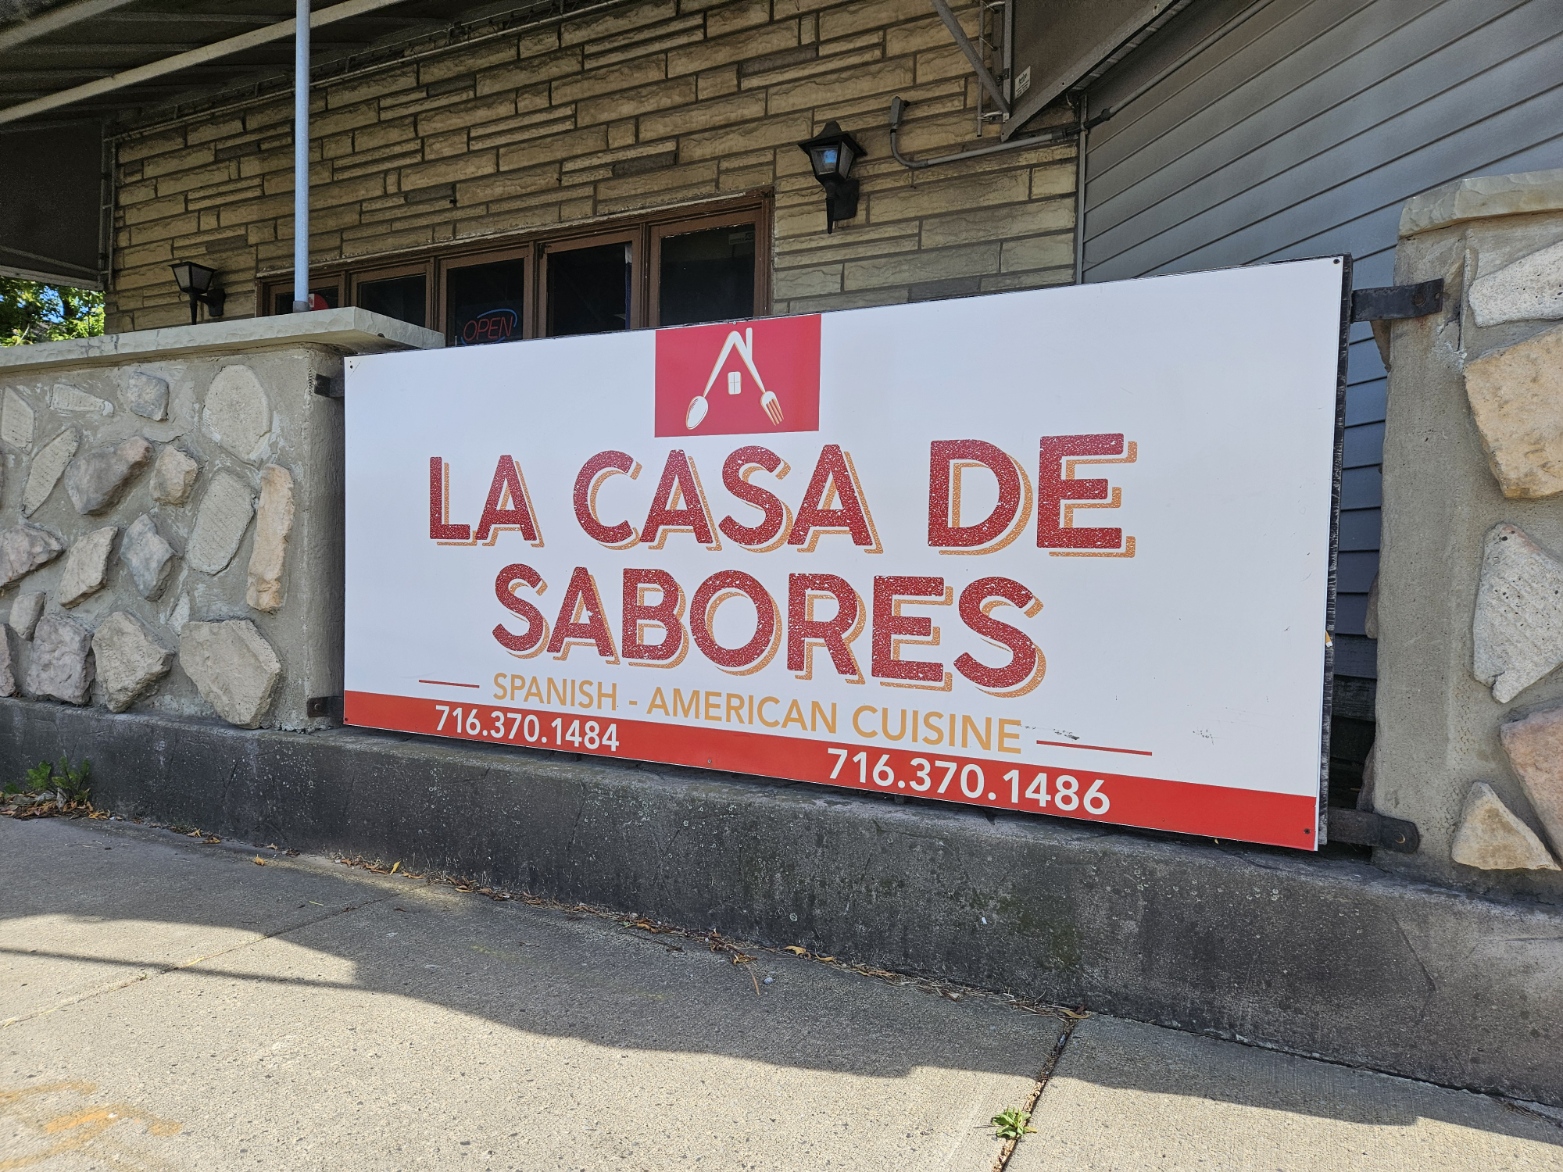 OPEN
LA CASA DE
SABORES
SPANISH - AMERICAN CUISINE
716.370.1484
716.370.1486